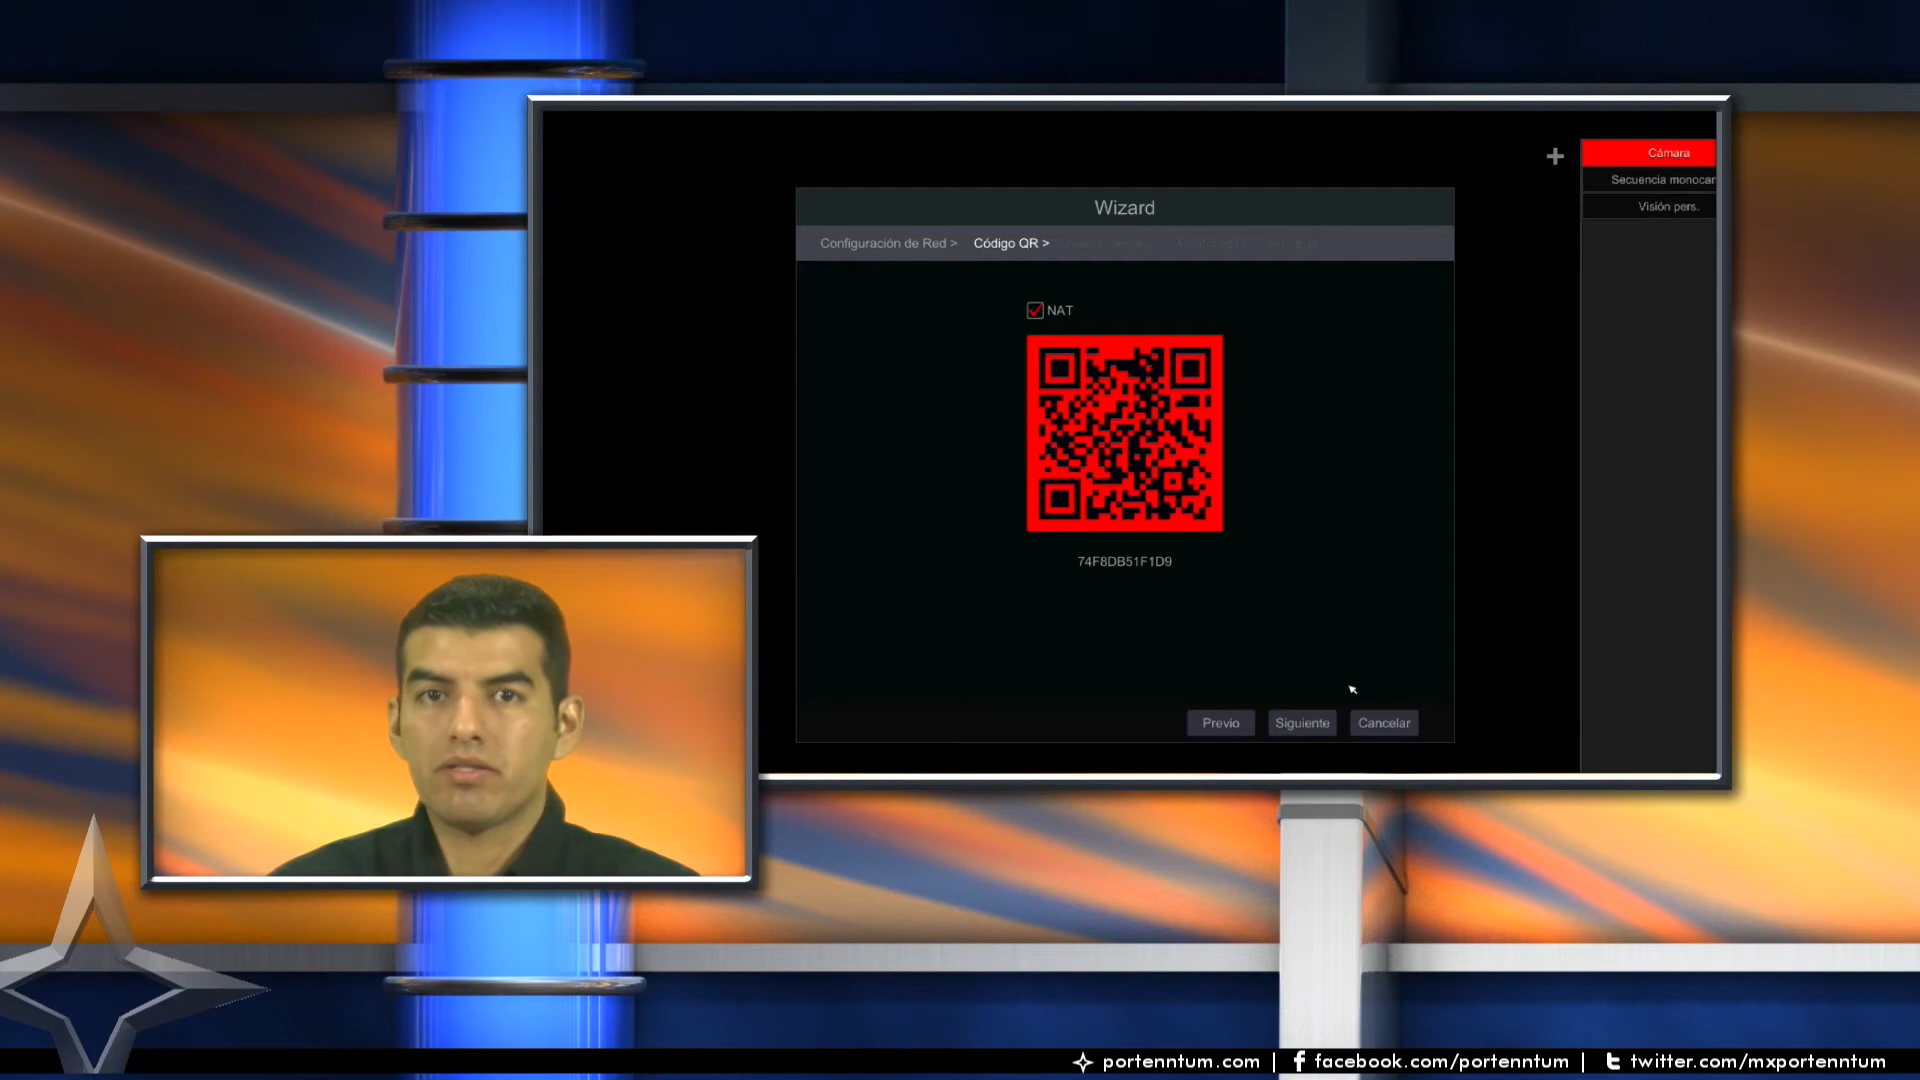 Cámara
Secuencia monocan
Visión pers.
Wizard
Configuración de Red > Código QR >
NAT
74F8DB51F1D9
Previo Siguiente Cancelar
portenntum.com | facebook.com/portenntum | twitter.com/mxportenntum